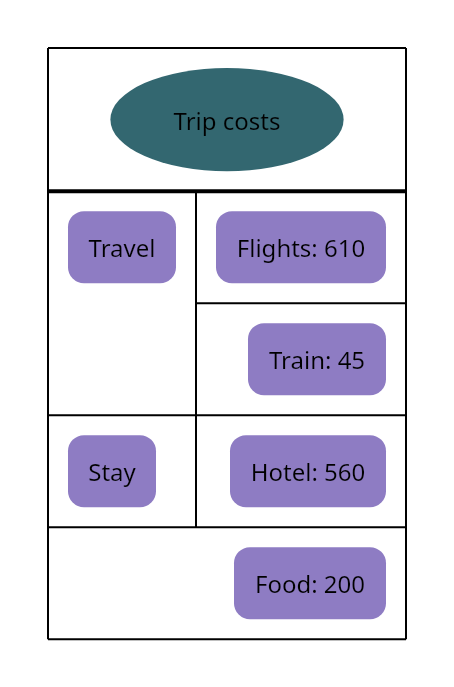 Trip costs
Travel
Flights: 610
Train: 45
Stay
Hotel: 560
Food: 200